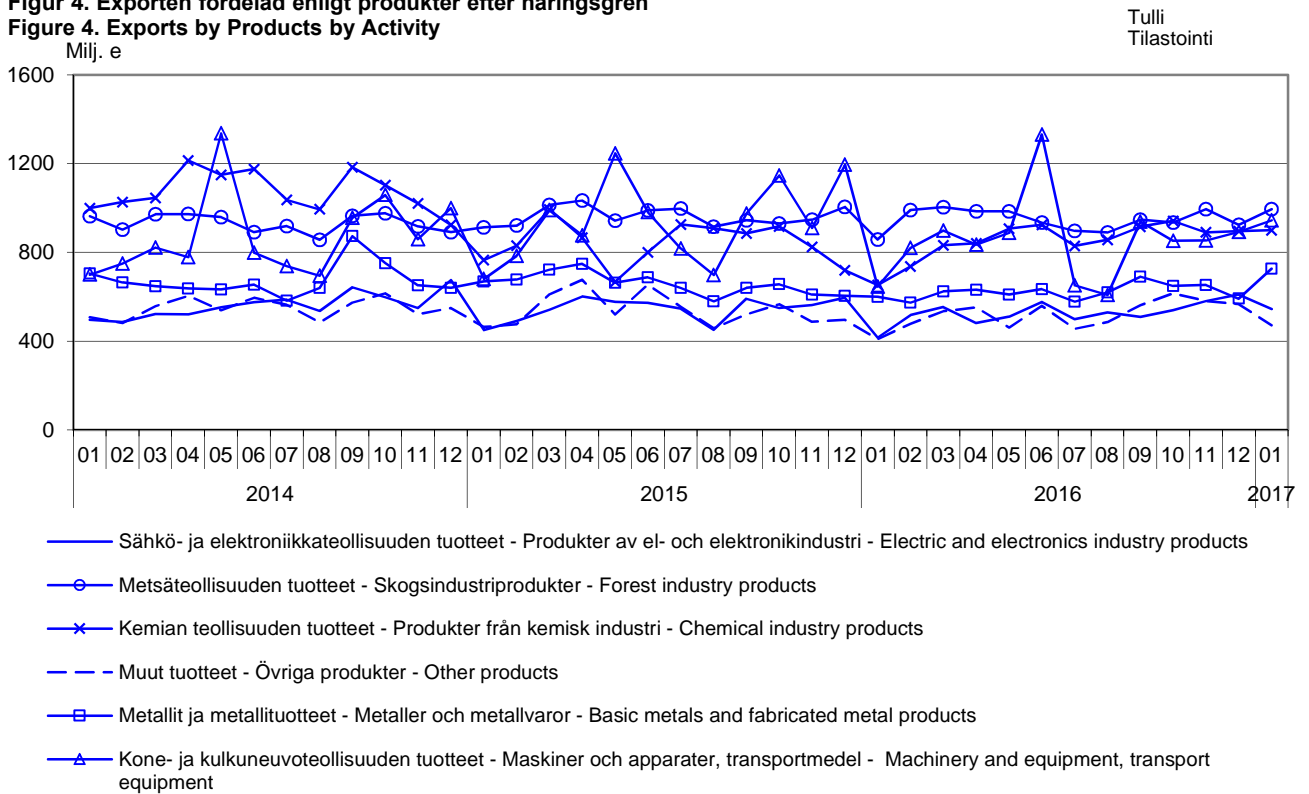 Figur 4. Exporten fördelad enligt produkter efter näringsgren
Figure 4. Exports by Products by Activity
Tulli
Tilastointi
Milj. e
1600
1200
800
400
0
01 02 03 04 05 06 07 08 09 10 11 12 01 02 03 04 05 06 07 08 09 10 11 12 01 02 03 04 05 06 07 08 09 10 11 12 01
2014 2015 2016 2017
Sähkö- ja elektroniikkateollisuuden tuotteet - Produkter av el- och elektronikindustri - Electric and electronics industry products
Metsäteollisuuden tuotteet - Skogsindustriprodukter - Forest industry products
Kemian teollisuuden tuotteet - Produkter från kemisk industri - Chemical industry products
Muut tuotteet - Övriga produkter - Other products
Metallit ja metallituotteet - Metaller och metallvaror - Basic metals and fabricated metal products
Kone- ja kulkuneuvoteollisuuden tuotteet - Maskiner och apparater, transportmedel - Machinery and equipment, transport
equipment